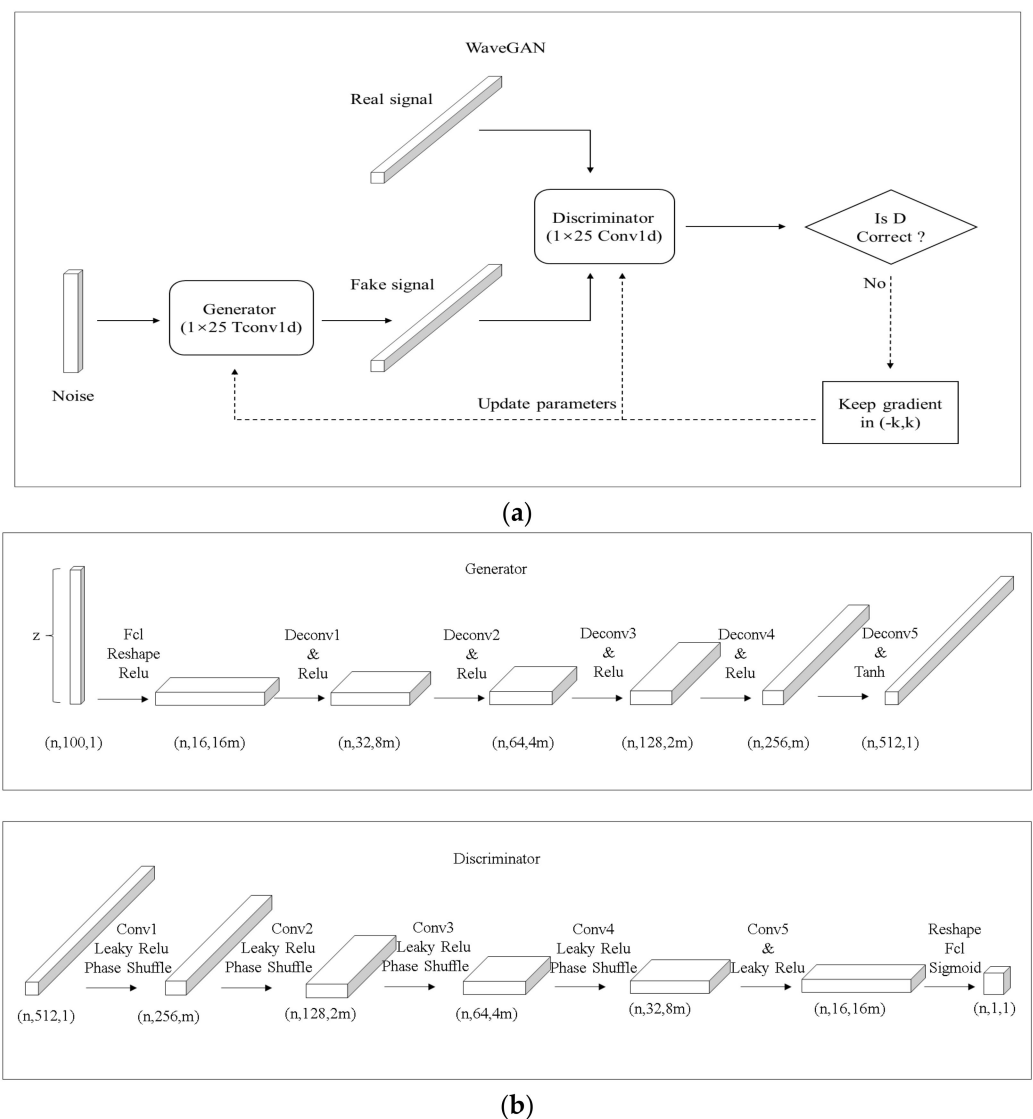 WaveGAN
Real signal
Discriminator
(1×25 Conv1d)
Is D
Correct ?
No
Fake signal
Generator
(1×25 Tconv1d)
Noise
Update parameters
Keep gradient
in (-k,k)
(a)
Generator
z
Fcl
Reshape
Relu
Deconv1
&
Relu
Deconv2
&
Relu
Deconv3
&
Relu
Deconv4
&
Relu
Deconv5
&
Tanh
(n,100,1)
(n,16,16m)
(n,32,8m)
(n,64,4m)
(n,128,2m)
(n,256,m)
(n,512,1)
Discriminator
Conv1
Leaky Relu
Phase Shuffle
Conv2
Leaky Relu
Phase Shuffle
Conv3
Leaky Relu
Phase Shuffle
Conv4
Leaky Relu
Phase Shuffle
Conv5
&
Leaky Relu
Reshape
Fcl
Sigmoid
(n,512,1)
(n,256,m)
(n,128,2m)
(n,64,4m)
(n,32,8m)
(n,16,16m)
(n,1,1)
(b)